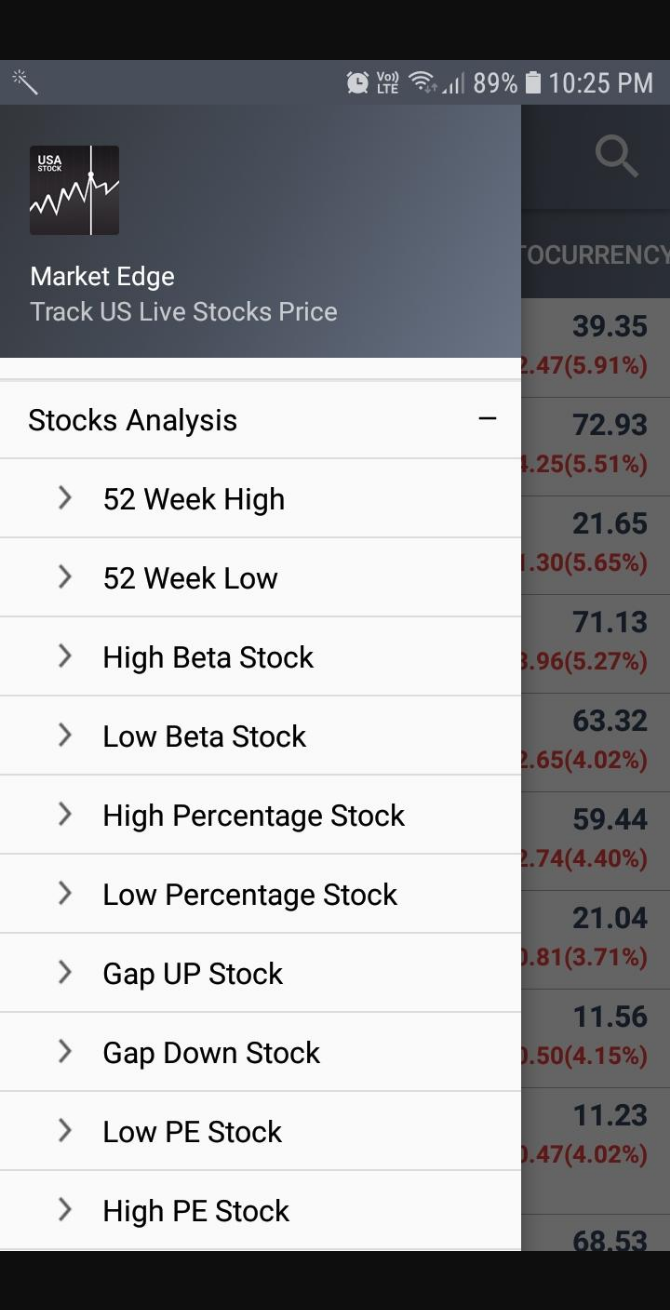 Vo))
LTE
89%
10:25 PM
USA
STOCK
Market Edge
Track US Live Stocks Price
Stocks Analysis
52 Week High
52 Week Low
High Beta Stock
Low Beta Stock
High Percentage Stock
Low Percentage Stock
Gap UP Stock
Gap Down Stock
Low PE Stock
High PE Stock
TOCURRENCY
39.35
2.47(5.91%)
72.93
4.25(5.51%)
21.65
1.30(5.65%)
71.13
3.96(5.27%)
63.32
2.65(4.02%)
59.44
2.74(4.40%)
21.04
0.81(3.71%)
11.56
0.50(4.15%)
11.23
0.47(4.02%)
68.53